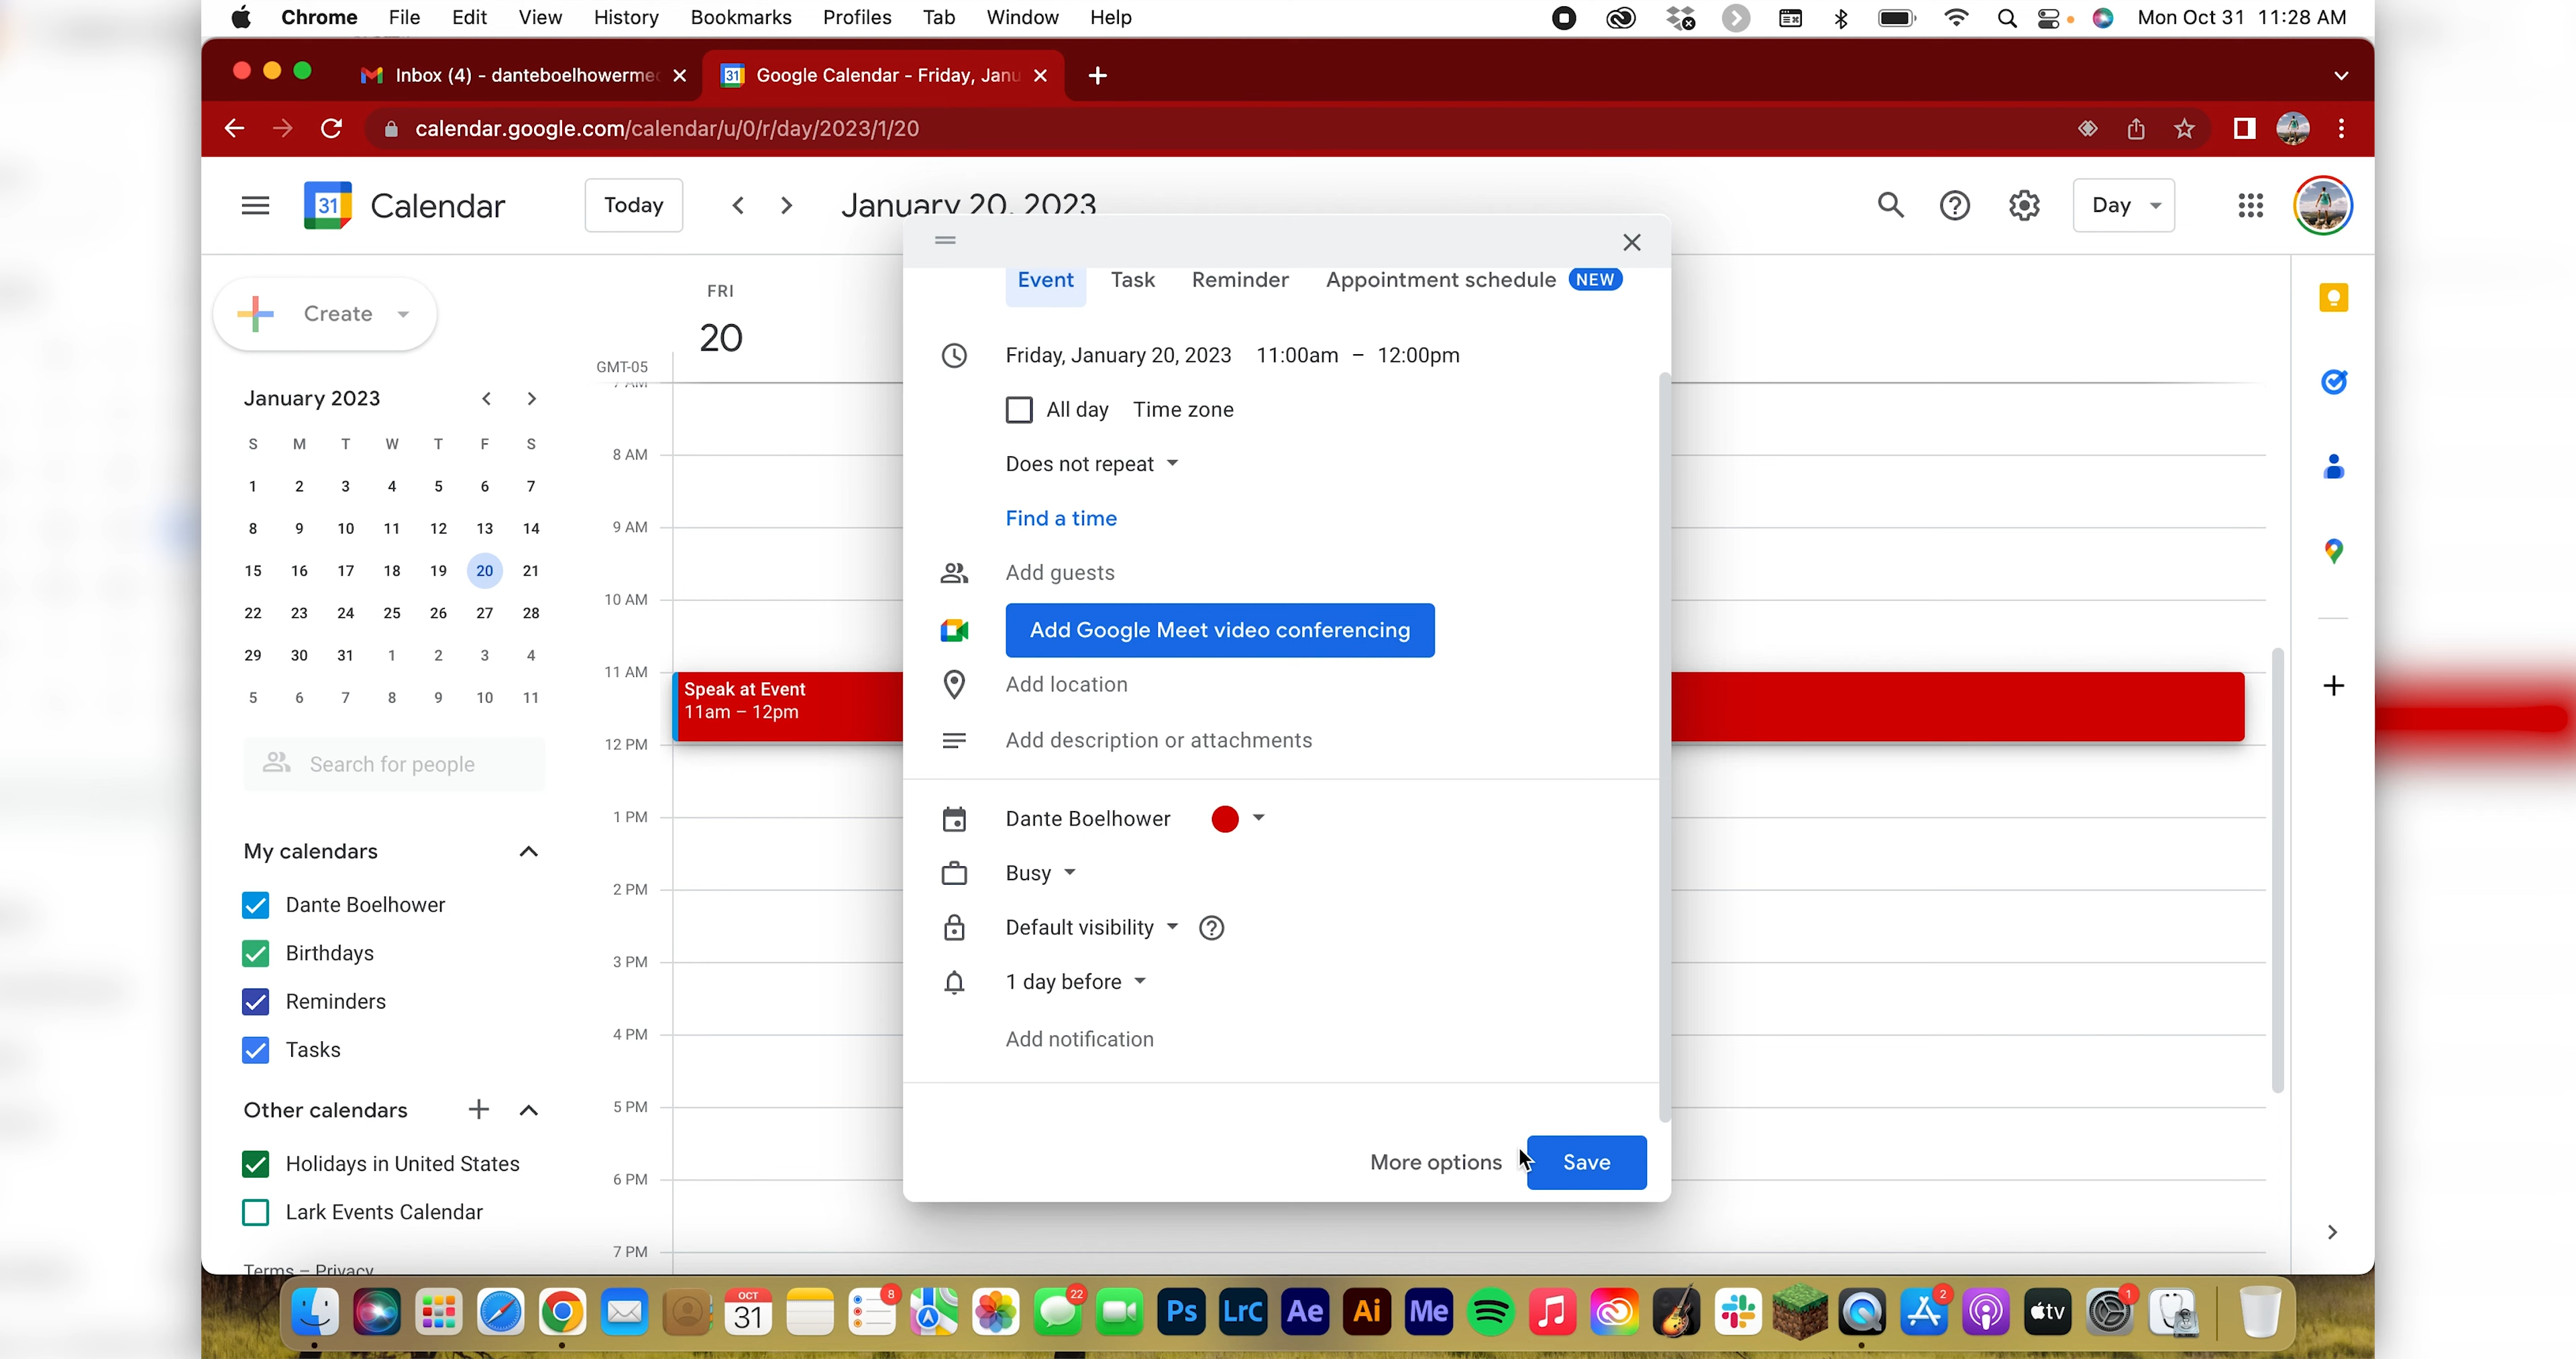 Chrome File Edit View History Bookmarks Profiles Tab Window Help Mon Oct 31 11:28 AM
Inbox (4) - danteboelhowermed Google Calendar - Friday, Janu
calendar.google.com/calendar/u/0/r/day/2023/1/20
31 Calendar Today January 20, 2023 Day
Create
January 2023
S M T W T F S
1 2 3 4 5 6 7
8 9 10 11 12 13 14
15 16 17 18 19 20 21
22 23 24 25 26 27 28
29 30 31 1 2 3 4
5 6 7 8 9 10 11
Search for people
My calendars
Dante Boelhower
Birthdays
Reminders
Tasks
Other calendars
Holidays in United States
Lark Events Calendar
Terms – Privacy
FRI
20
GMT-05
7 AM
8 AM
9 AM
10 AM
11 AM
12 PM
1 PM
2 PM
3 PM
4 PM
5 PM
6 PM
7 PM
Speak at Event
11am – 12pm
Event Task Reminder Appointment schedule NEW
Friday, January 20, 2023 11:00am – 12:00pm
All day Time zone
Does not repeat
Find a time
Add guests
Add Google Meet video conferencing
Add location
Add description or attachments
Dante Boelhower
Busy
Default visibility
1 day before
Add notification
More options Save
OCT
31
8
22
Ps LrC Ae Ai Me
2
tv
1